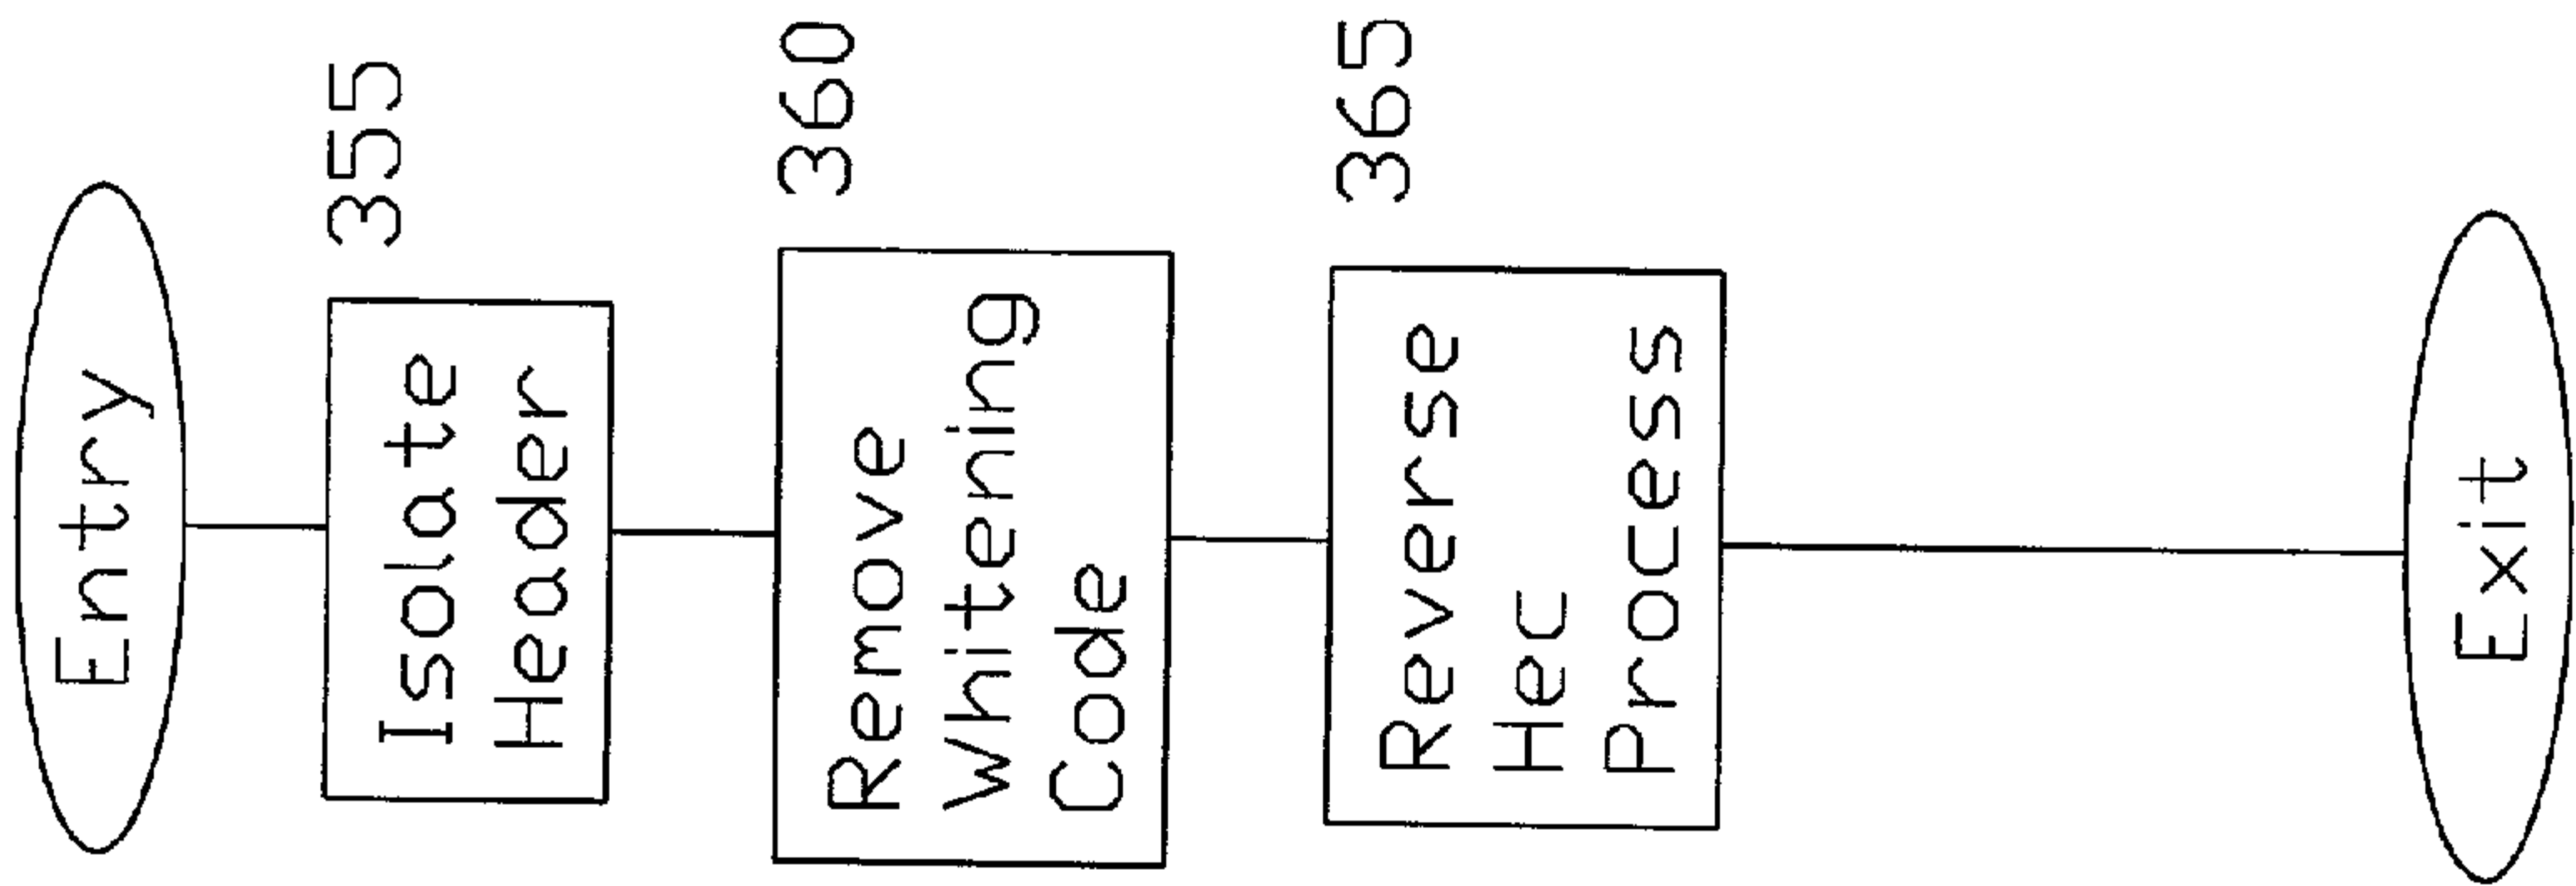 Entry
355
Isolate
Header
360
Remove
Whitening
Code
365
Reverse
Hec
Process
Exit